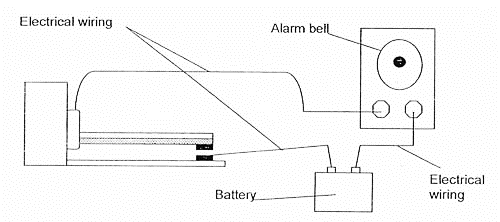 Electrical wiring
Alarm bell
Battery
Electrical
wiring